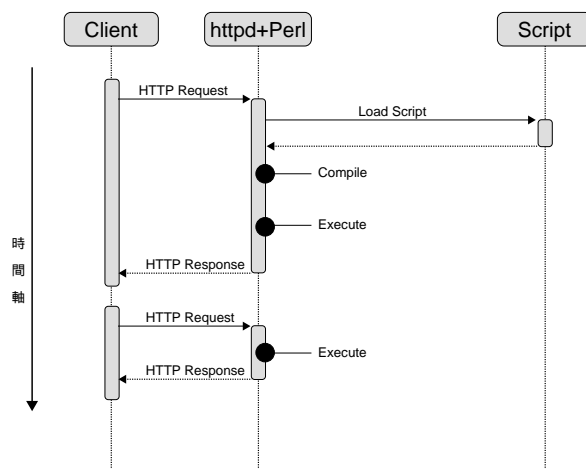 Client
httpd+Perl
Script
HTTP Request
Load Script
Compile
Execute
HTTP Response
HTTP Request
Execute
HTTP Response
時間軸